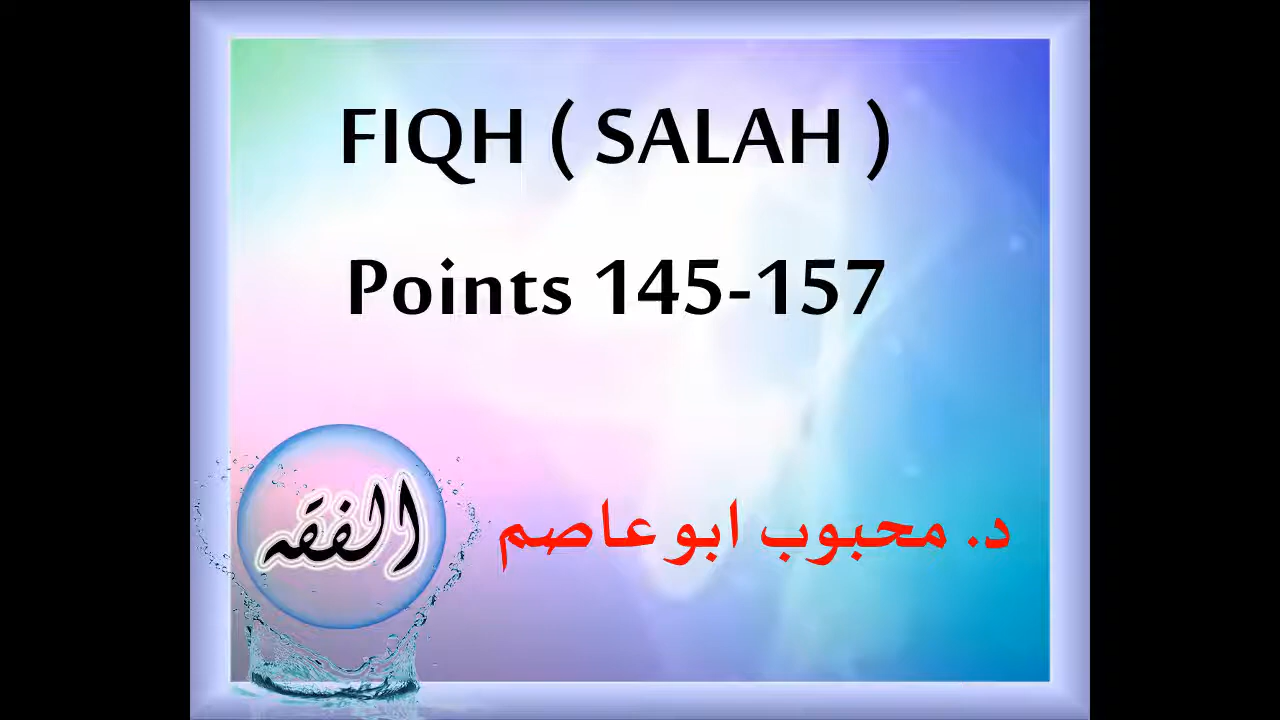 FIQH ( SALAH )
Points 145-157
الفقه
د. محبوب ابوعاصم